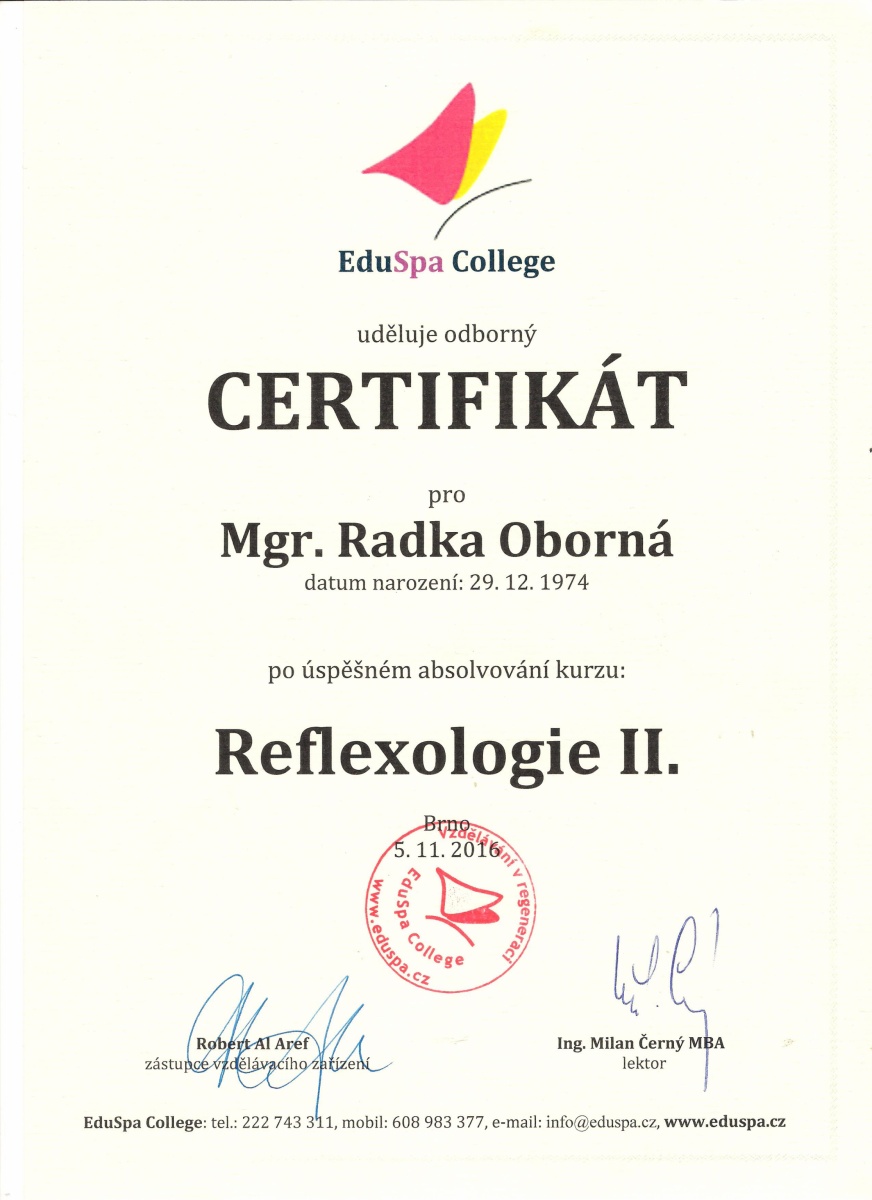 EduSpa College
uděluje odborný
CERTIFIKÁT
pro
Mgr. Radka Oborná
datum narození: 29. 12. 1974
po úspěšném absolvování kurzu:
Reflexologie II.
Brno
5. 11. 2016
Vzdělávání v regeneraci
EduSpa College
www.eduspa.cz
Robert Al Aref
zástupce vzdělávacího zařízení
Ing. Milan Černý MBA
lektor
EduSpa College: tel.: 222 743 311, mobil: 608 983 377, e-mail: info@eduspa.cz, www.eduspa.cz